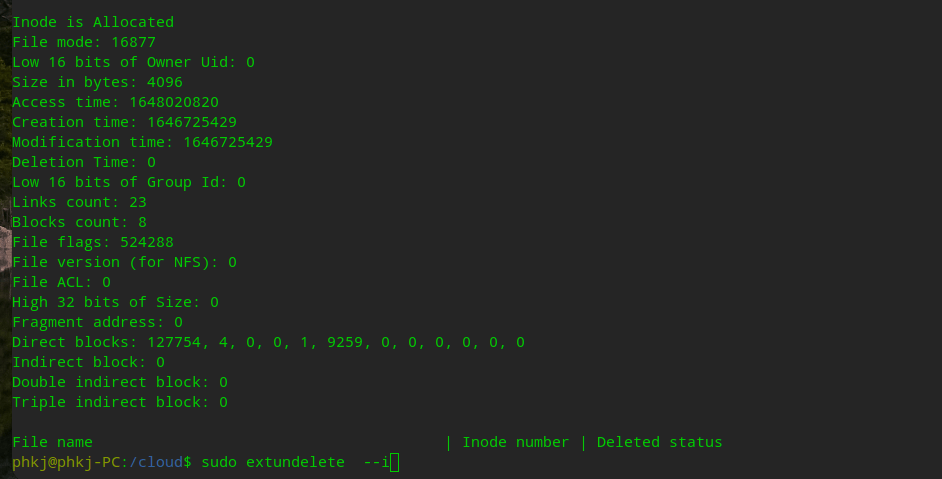 Inode is Allocated
File mode: 16877
Low 16 bits of Owner Uid: 0
Size in bytes: 4096
Access time: 1648020820
Creation time: 1646725429
Modification time: 1646725429
Deletion Time: 0
Low 16 bits of Group Id: 0
Links count: 23
Blocks count: 8
File flags: 524288
File version (for NFS): 0
File ACL: 0
High 32 bits of Size: 0
Fragment address: 0
Direct blocks: 127754, 4, 0, 0, 1, 9259, 0, 0, 0, 0, 0, 0
Indirect block: 0
Double indirect block: 0
Triple indirect block: 0
File name | Inode number | Deleted status
phkj@phkj-PC:/cloud$ sudo extundelete  --i